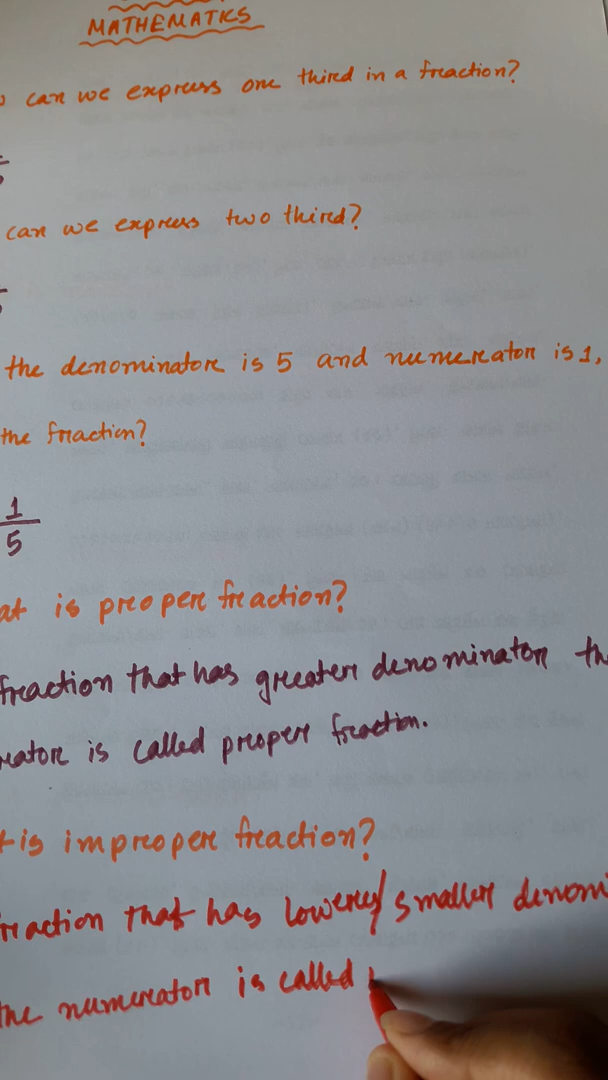 MATHEMATICS
can we express one third in a fraction?
can we express two third?
the denominator is 5 and numerator is 1,
the fraction?
1
5
is proper fraction?
fraction that has greater denominator
is called proper fraction.
is improper fraction?
that has lower/smaller
the numerator is called